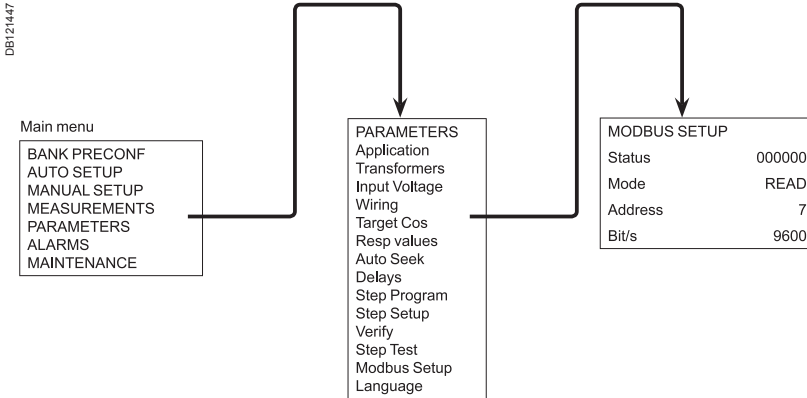 DB121447
Main menu
BANK PRECONF
AUTO SETUP
MANUAL SETUP
MEASUREMENTS
PARAMETERS
ALARMS
MAINTENANCE
PARAMETERS
Application
Transformers
Input Voltage
Wiring
Target Cos
Resp values
Auto Seek
Delays
Step Program
Step Setup
Verify
Step Test
Modbus Setup
Language
MODBUS SETUP
Status 000000
Mode READ
Address 7
Bit/s 9600